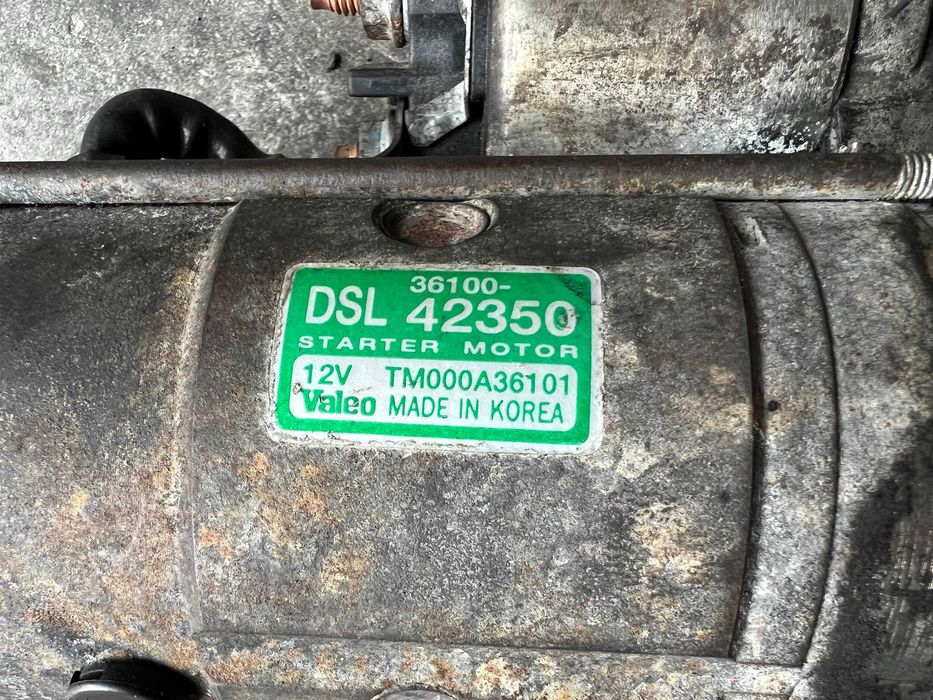 36100-
DSL 42350
STARTER MOTOR
12V TM000A36101
Valeo MADE IN KOREA